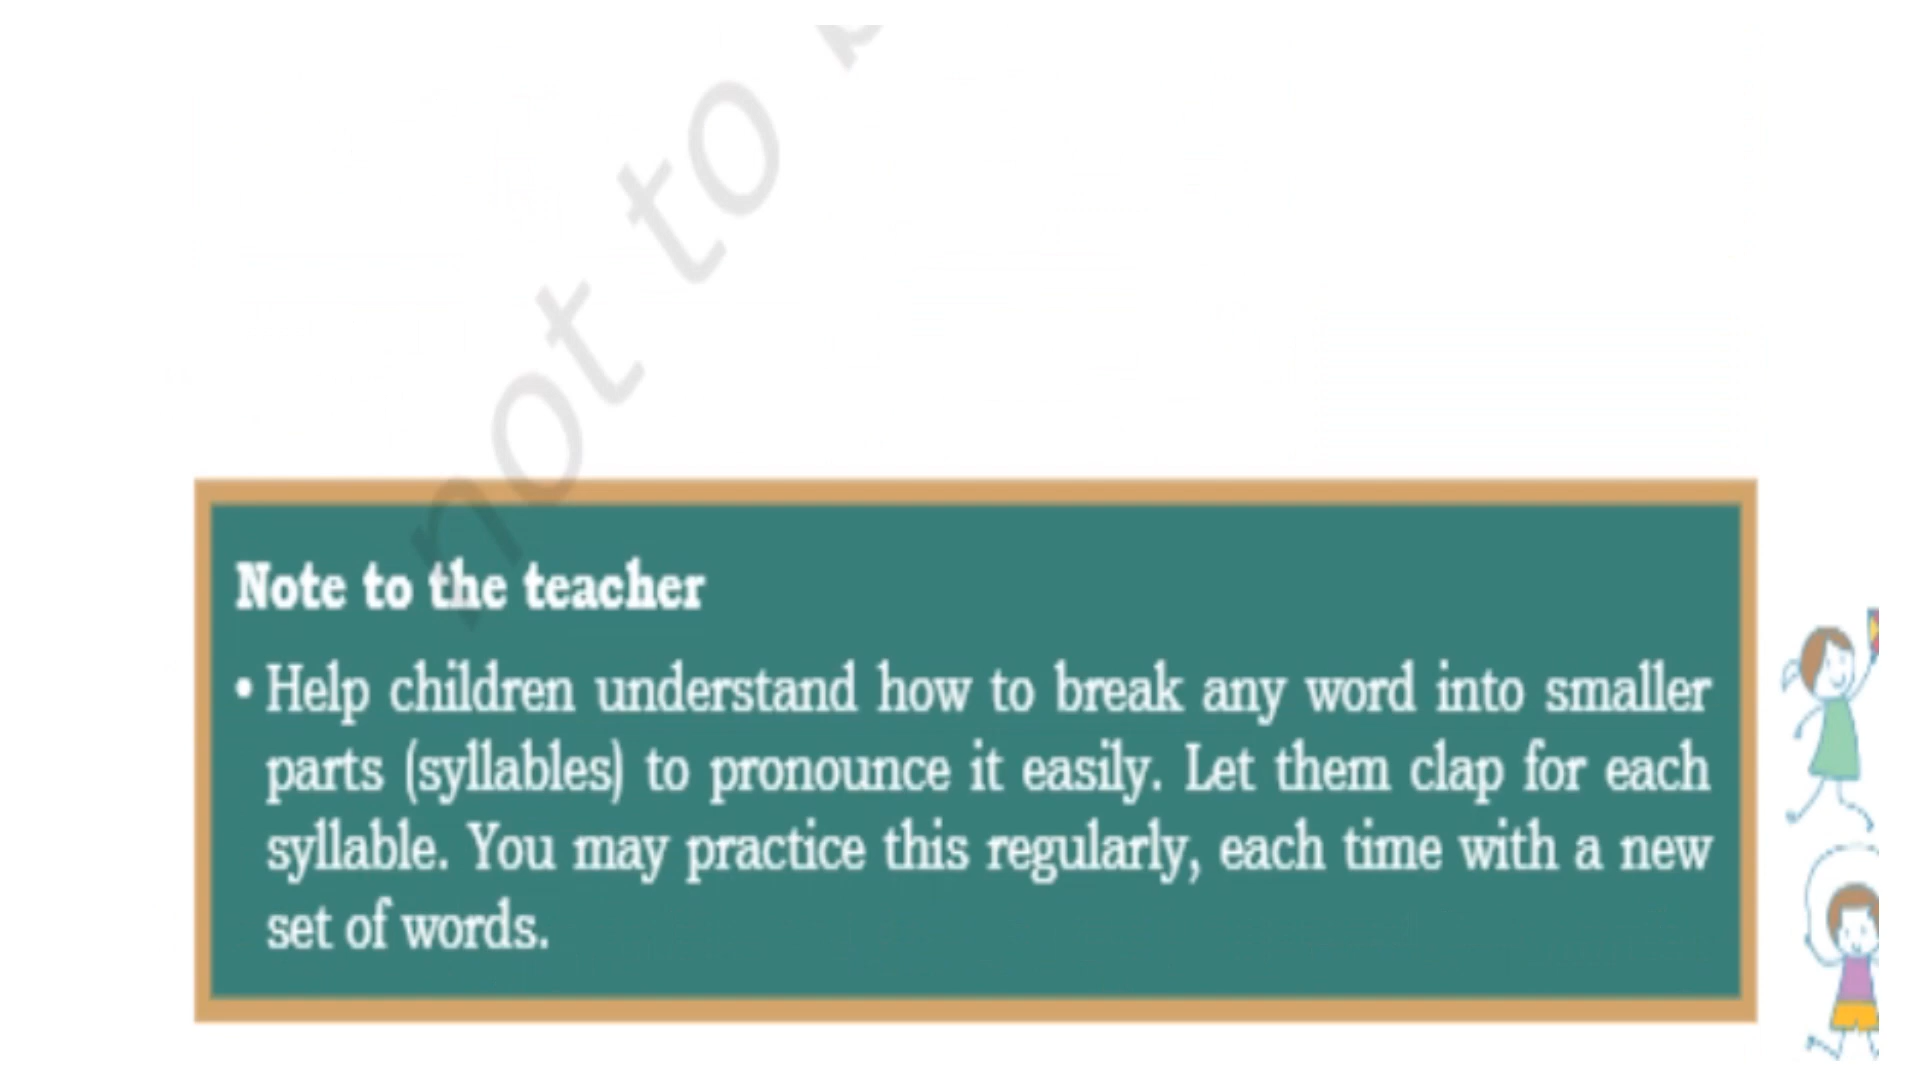 not to
Note to the teacher
• Help children understand how to break any word into smaller
parts (syllables) to pronounce it easily. Let them clap for each
syllable. You may practice this regularly, each time with a new
set of words.